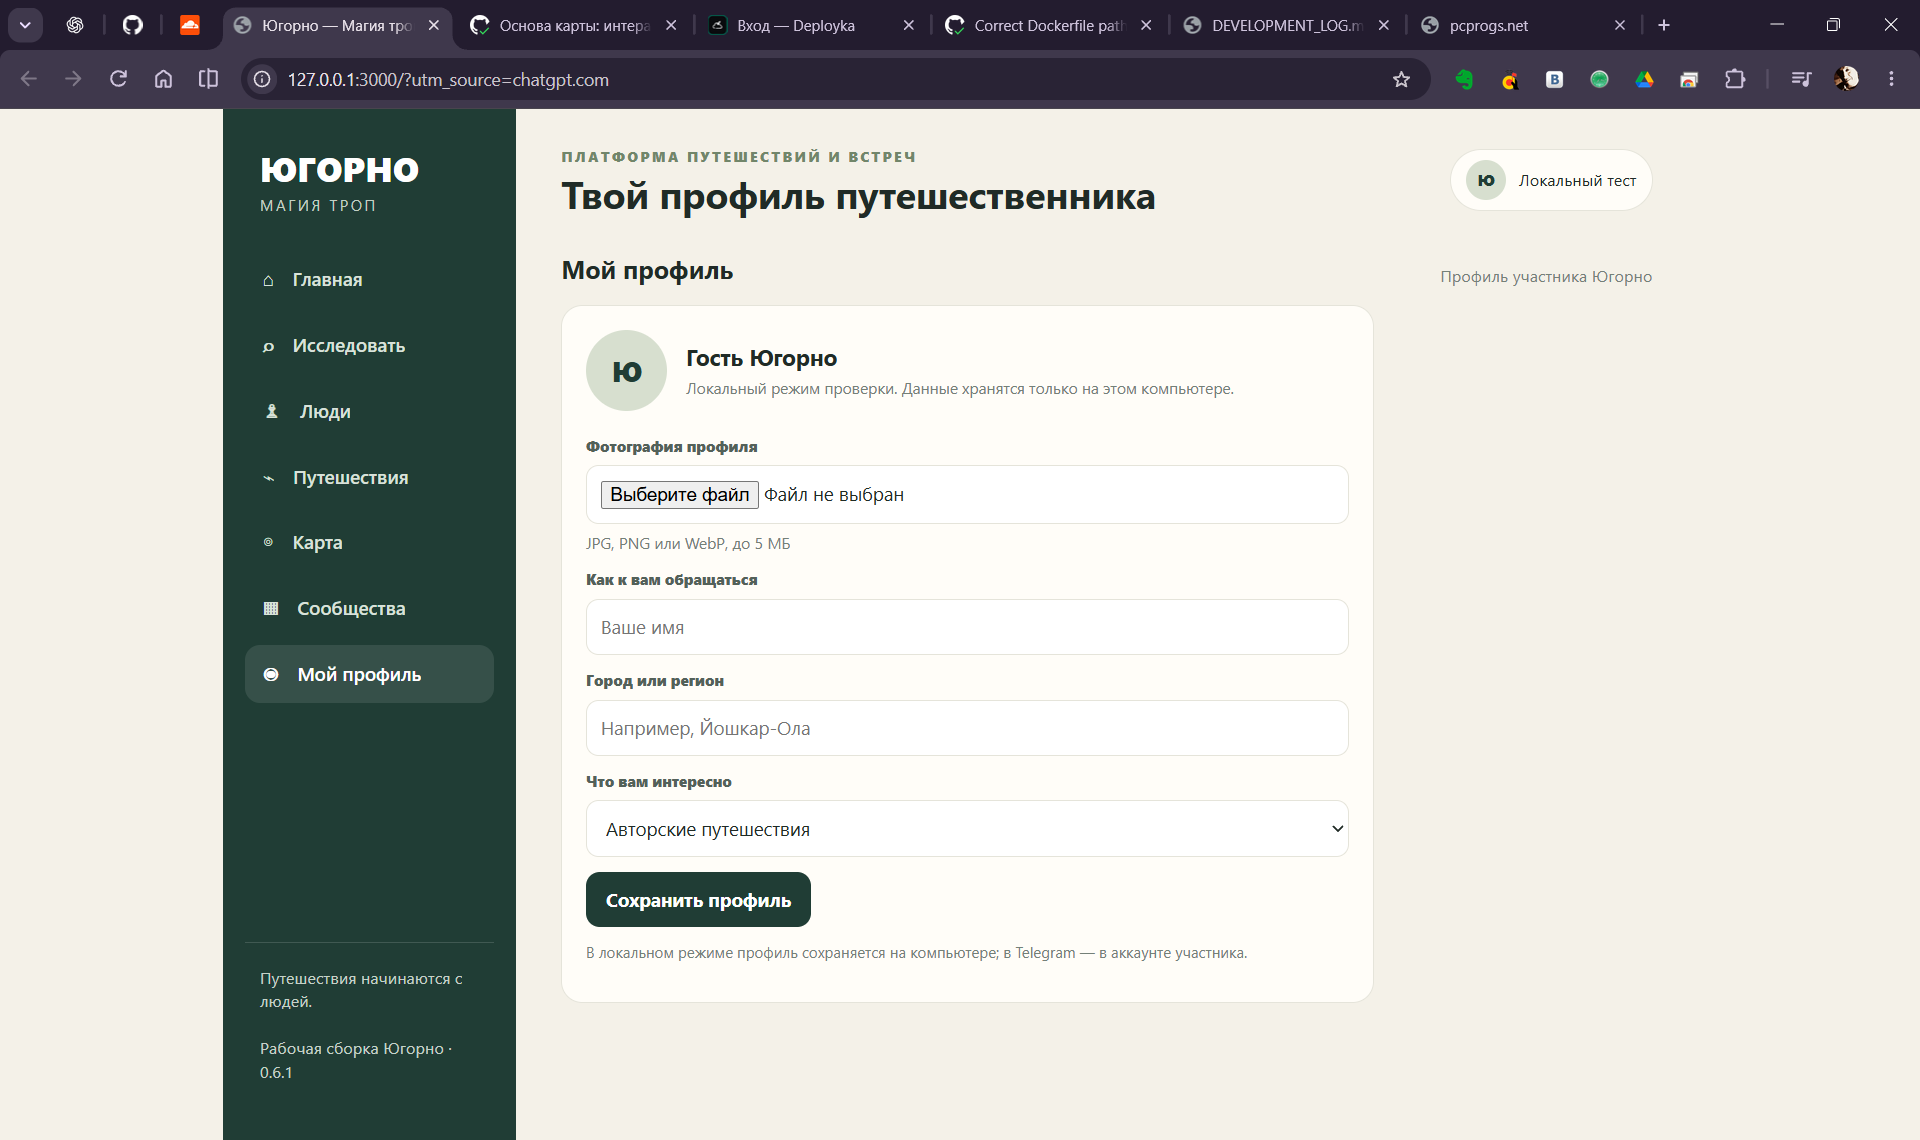 Югорно — Магия тро
Основа карты: интера
Вход — Deployka
Correct Dockerfile path
DEVELOPMENT_LOG.m
pcprogs.net
127.0.0.1:3000/?utm_source=chatgpt.com
ЮГОРНО
МАГИЯ ТРОП
Главная
Исследовать
Люди
Путешествия
Карта
Сообщества
Мой профиль
Путешествия начинаются с
людей.
Рабочая сборка Югорно ·
0.6.1
ПЛАТФОРМА ПУТЕШЕСТВИЙ И ВСТРЕЧ
Твой профиль путешественника
Ю Локальный тест
Мой профиль
Профиль участника Югорно
Ю
Гость Югорно
Локальный режим проверки. Данные хранятся только на этом компьютере.
Фотография профиля
Выберите файл Файл не выбран
JPG, PNG или WebP, до 5 МБ
Как к вам обращаться
Ваше имя
Город или регион
Например, Йошкар-Ола
Что вам интересно
Авторские путешествия
Сохранить профиль
В локальном режиме профиль сохраняется на компьютере; в Telegram — в аккаунте участника.